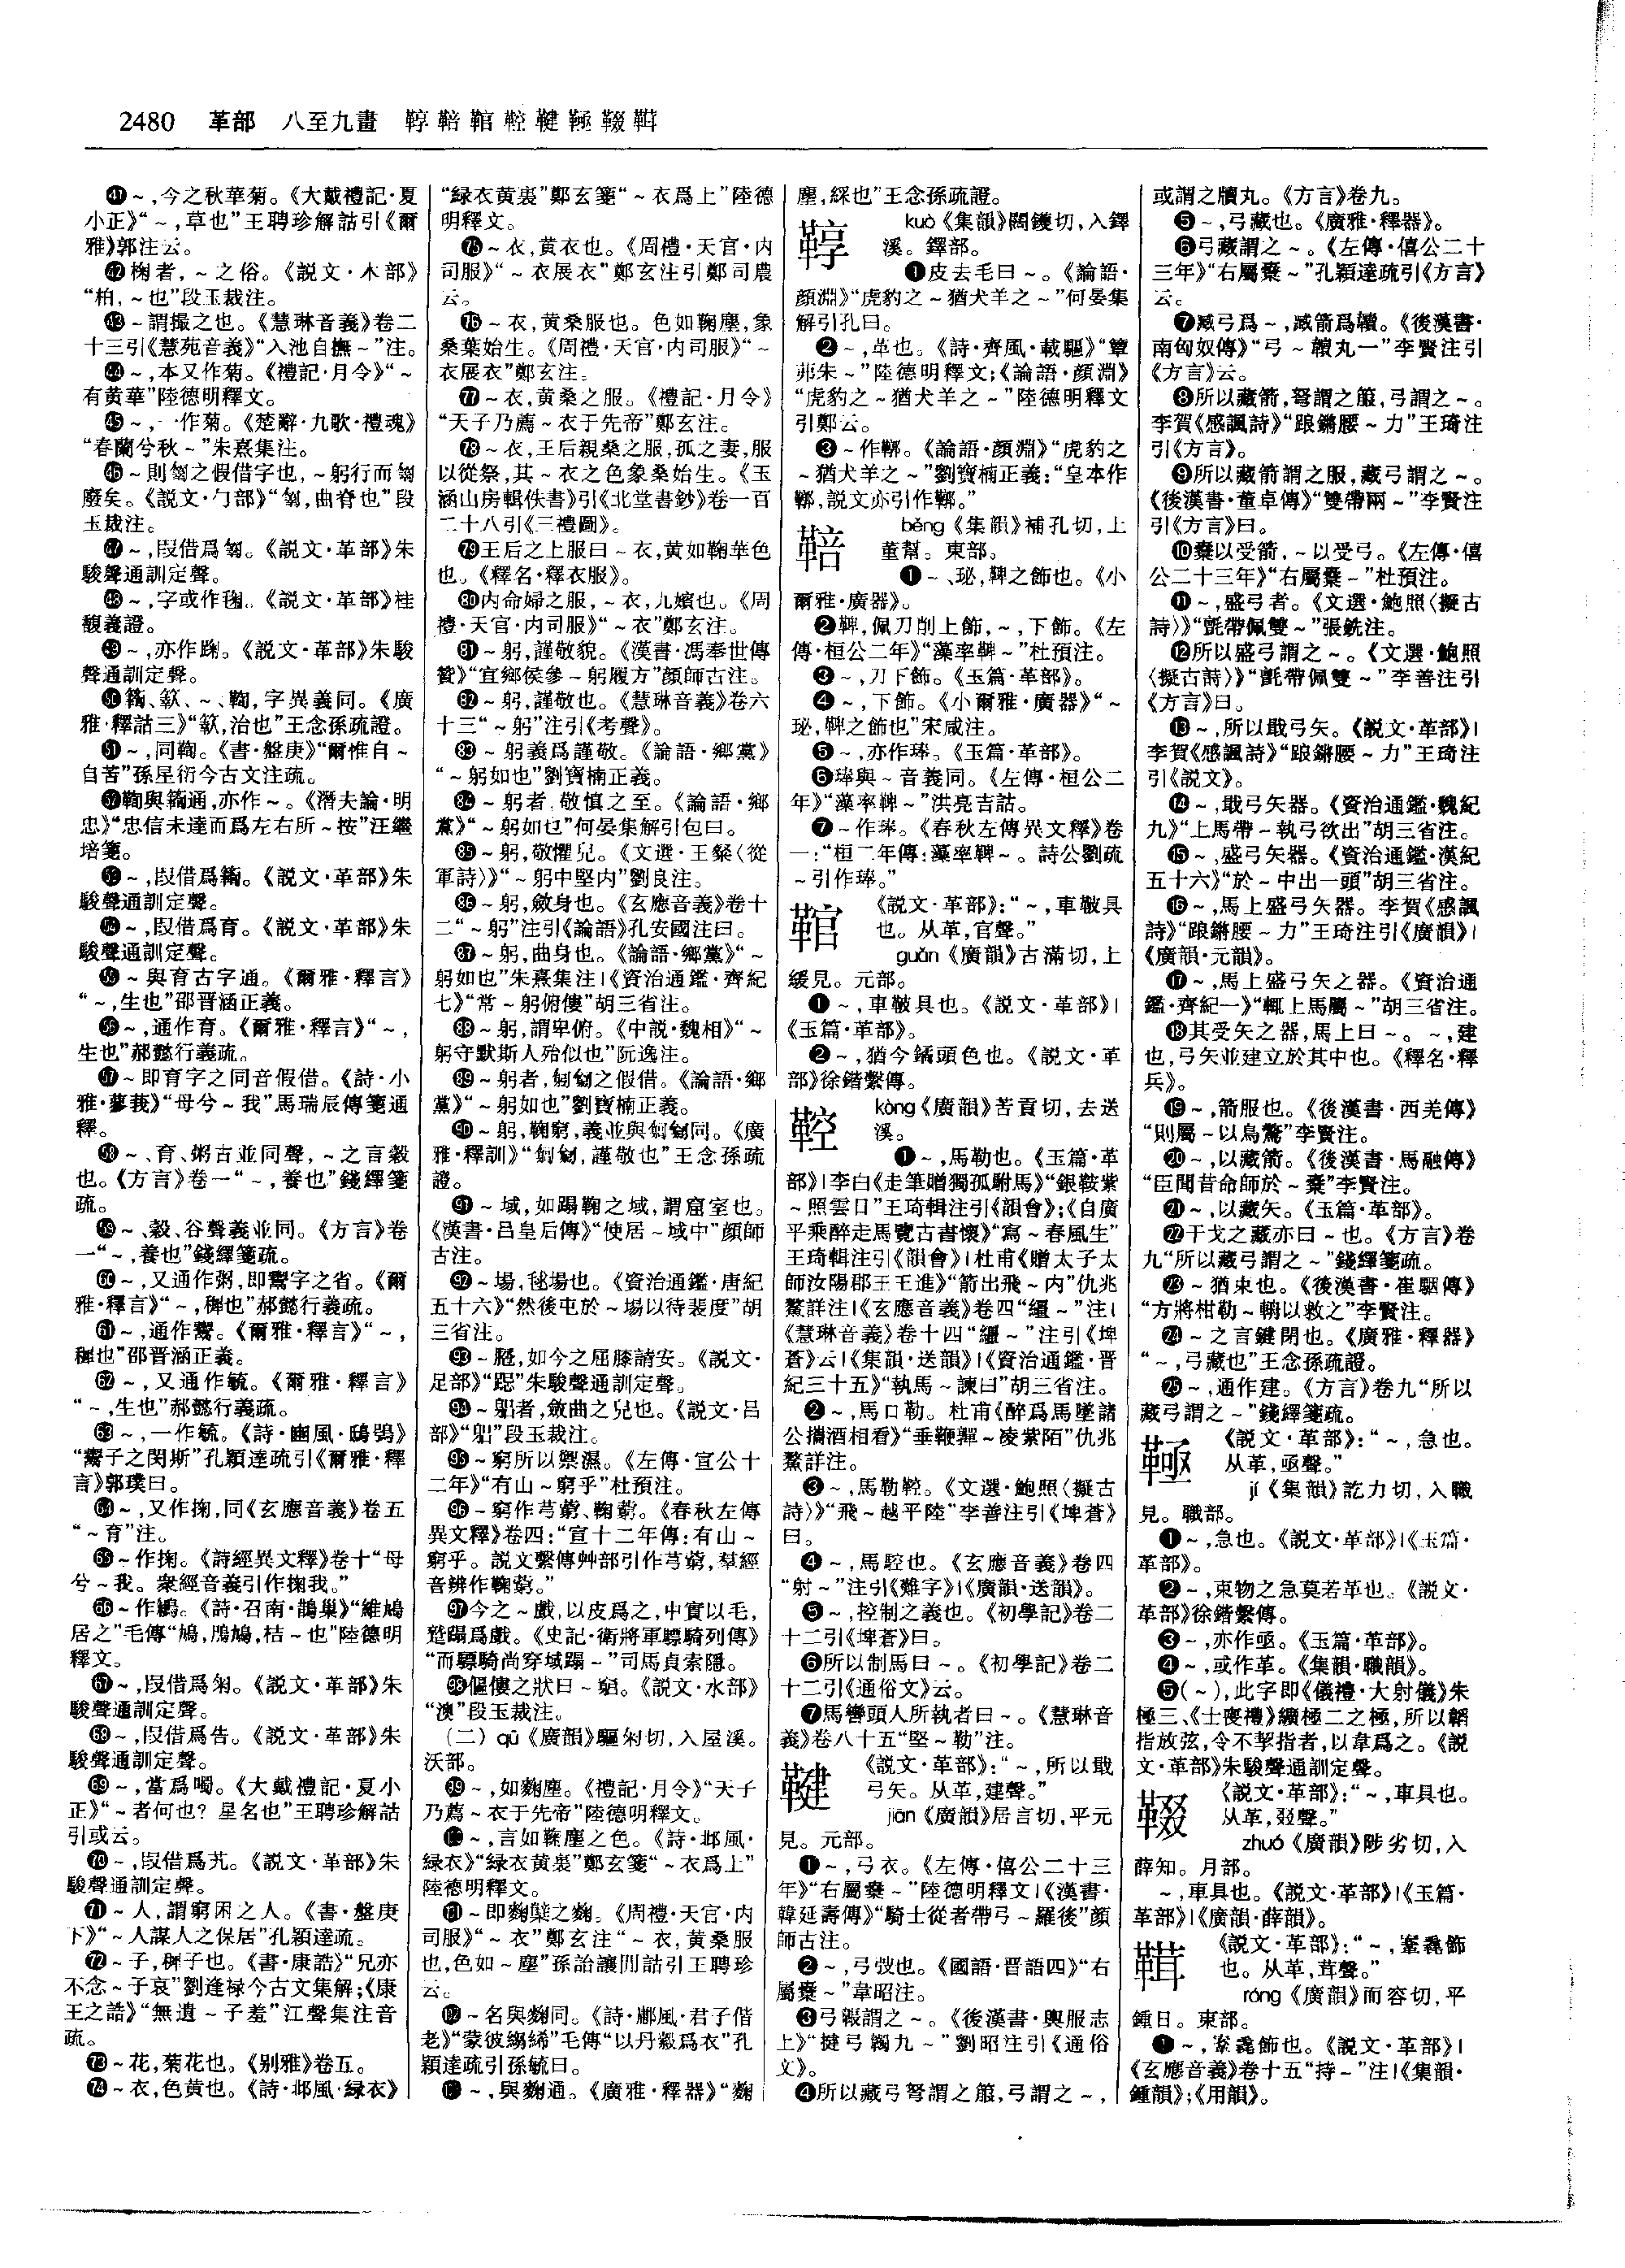 2480 革部 八至九畫 鞟 鞛 䩪 鞚 鞬 䩯 䩮 鞲
㊶～,今之秋華菊。《大戴禮記·夏
小正》“～,草也”王聘珍解詁引《爾
雅》郭注云。
㊷椈者,～之俗。《説文·木部》
“柏,～也”段玉裁注。
㊸～謂撮之也。《慧琳音義》卷二
十三引《慧苑音義》“入池自撫～”注。
㊹～,本又作菊。《禮記·月令》“～
有黄華”陸德明釋文。
㊺～,一作菊。《楚辭·九歌·禮魂》
“春蘭兮秋～”朱熹集注。
㊻～則匑之假借字也,～躬行而匑
廢矣。《説文·勹部》“匑,曲脊也”段
玉裁注。
㊼～,叚借爲匑。《説文·革部》朱
駿聲通訓定聲。
㊽～,字或作毱。《説文·革部》桂
馥義證。
㊾～,亦作踘。《説文·革部》朱駿
聲通訓定聲。
㊿䈮、𣢰、～、鞫,字異義同。《廣
雅·釋詁三》“𣢰,治也”王念孫疏證。
51～,同鞫。《書·盤庚》“爾惟自～
自苦”孫星衍今古文注疏。
52鞫與䈮通,亦作～。《潛夫論·明
忠》“忠信未達而爲左右所～按”汪繼
培箋。
53～,叚借爲䈮。《説文·革部》朱
駿聲通訓定聲。
54～,叚借爲育。《説文·革部》朱
駿聲通訓定聲。
55～與育古字通。《爾雅·釋言》
“～,生也”邵晋涵正義。
56～,通作育。《爾雅·釋言》“～,
生也”郝懿行義疏。
57～即育字之同音假借。《詩·小
雅·蓼莪》“母兮～我”馬瑞辰傳箋通
釋。
58～、育、粥古並同聲,～之言穀
也。《方言》卷一“～,養也”錢繹箋
疏。
59～、穀、谷聲義並同。《方言》卷
一“～,養也”錢繹箋疏。
60～,又通作粥,即鬻字之省。《爾
雅·釋言》“～,稺也”郝懿行義疏。
61～,通作鬻。《爾雅·釋言》“～,
稺也”邵晋涵正義。
62～,又通作毓。《爾雅·釋言》
“～,生也”郝懿行義疏。
63～,一作毓。《詩·豳風·鴟鴞》
“鬻子之閔斯”孔穎達疏引《爾雅·釋
言》郭璞曰。
64～,又作掬,同《玄應音義》卷五
“～育”注。
65～作掬。《詩經異文釋》卷十“母
兮～我。衆經音義引作掬我。”
66～作鵴。《詩·召南·鵲巢》“維鳩
居之”毛傳“鳩,鳲鳩,桔～也”陸德明
釋文。
67～,叚借爲匊。《説文·革部》朱
駿聲通訓定聲。
68～,叚借爲告。《説文·革部》朱
駿聲通訓定聲。
69～,當爲噣。《大戴禮記·夏小
正》“～者何也?星名也”王聘珍解詁
引或云。
70～,叚借爲艽。《説文·革部》朱
駿聲通訓定聲。
71～人,謂窮困之人。《書·盤庚
下》“～人謀人之保居”孔穎達疏。
72～子,稺子也。《書·康誥》“兄亦
不念～子哀”劉逢禄今古文集解;《康
王之誥》“無遺～子羞”江聲集注音
疏。
73～花,菊花也。《别雅》卷五。
74～衣,色黄也。《詩·邶風·緑衣》
“緑衣黄裏”鄭玄箋“～衣爲上”陸德
明釋文。
75～衣,黄衣也。《周禮·天官·内
司服》“～衣展衣”鄭玄注引鄭司農
云。
76～衣,黄桑服也。色如鞠塵,象
桑葉始生。《周禮·天官·内司服》“～
衣展衣”鄭玄注。
77～衣,黄桑之服。《禮記·月令》
“天子乃薦～衣于先帝”鄭玄注。
78～衣,王后親桑之服,孤之妻,服
以從祭,其～衣之色象桑始生。《玉
函山房輯佚書》引《北堂書鈔》卷一百
二十八引《三禮圖》。
79王后之上服曰～衣,黄如鞠華色
也。《釋名·釋衣服》。
80内命婦之服,～衣,九嬪也。《周
禮·天官·内司服》“～衣”鄭玄注。
81～躬,謹敬貌。《漢書·馮奉世傳
贊》“宜鄉侯參～躬履方”顔師古注。
82～躬,謹敬也。《慧琳音義》卷六
十三“～躬”注引《考聲》。
83～躬義爲謹敬。《論語·鄉黨》
“～躬如也”劉寶楠正義。
84～躬者,敬慎之至。《論語·鄉
黨》“～躬如也”何晏集解引包曰。
85～躬,敬懼皃。《文選·王粲〈從
軍詩〉》“～躬中堅内”劉良注。
86～躬,斂身也。《玄應音義》卷十
二“～躬”注引《論語》孔安國注曰。
87～躬,曲身也。《論語·鄉黨》“～
躬如也”朱熹集注|《資治通鑑·齊紀
七》“常～躬俯僂”胡三省注。
88～躬,謂卑俯。《中説·魏相》“～
躬守默斯人殆似也”阮逸注。
89～躬者,匔匑之假借。《論語·鄉
黨》“～躬如也”劉寶楠正義。
90～躬,鞠窮,義並與匔匑同。《廣
雅·釋訓》“匔匑,謹敬也”王念孫疏
證。
91～域,如蹋鞠之域,謂窟室也。
《漢書·吕皇后傳》“使居～域中”顔師
古注。
92～場,毬場也。《資治通鑑·唐紀
五十六》“然後屯於～場以待裴度”胡
三省注。
93～䠆,如今之屈膝請安。《説文·
足部》“跽”朱駿聲通訓定聲。
94～躳者,斂曲之皃也。《説文·吕
部》“躳”段玉裁注。
95～窮所以禦濕。《左傳·宣公十
二年》“有山～窮乎”杜預注。
96～窮作芎藭、鞠藭。《春秋左傳
異文釋》卷四:“宣十二年傳:有山～
窮乎。説文繫傳艸部引作芎藭,羣經
音辨作鞠藭。”
97今之～戲,以皮爲之,中實以毛,
蹵蹋爲戲。《史記·衛將軍驃騎列傳》
“而驃騎尚穿域蹋～”司馬貞索隱。
98傴僂之狀曰～䠻。《説文·水部》
“澳”段玉裁注。
(二) qū《廣韻》驅匊切,入屋溪。
沃部。
99～,如麴塵。《禮記·月令》“天子
乃薦～衣于先帝”陸德明釋文。
100～,言如鞠塵之色。《詩·邶風·
緑衣》“緑衣黄裏”鄭玄箋“～衣爲上”
陸德明釋文。
101～即麴糵之麴。《周禮·天官·内
司服》“～衣”鄭玄注“～衣,黄桑服
也,色如～塵”孫詒讓閒詁引王聘珍
云。
102～名與麴同。《詩·鄘風·君子偕
老》“蒙彼縐絺”毛傳“以丹縠爲衣”孔
穎達疏引孫毓曰。
103～,與麴通。《廣雅·釋器》“麴
塵,綵也”王念孫疏證。
鞟 kuò《集韻》闊鑊切,入鐸
溪。鐸部。
❶皮去毛曰～。《論語·
顔淵》“虎豹之～猶犬羊之～”何晏集
解引孔曰。
❷～,革也。《詩·齊風·載驅》“簟
茀朱～”陸德明釋文;《論語·顔淵》
“虎豹之～猶犬羊之～”陸德明釋文
引鄭云。
❸～作鞹。《論語·顔淵》“虎豹之
～猶犬羊之～”劉寶楠正義:“皇本作
鞹,説文亦引作鞹。”
鞛 běng《集韻》補孔切,上
董幫。東部。
❶～、珌,鞞之飾也。《小
爾雅·廣器》。
❷鞞,佩刀削上飾,～,下飾。《左
傳·桓公二年》“藻率鞞～”杜預注。
❸～,刀下飾。《玉篇·革部》。
❹～,下飾。《小爾雅·廣器》“～
珌,鞞之飾也”宋咸注。
❺～,亦作琫。《玉篇·革部》。
❻琫與～音義同。《左傳·桓公二
年》“藻率鞞～”洪亮吉詁。
❼～作琫。《春秋左傳異文釋》卷
一:“桓二年傳:藻率鞞～。詩公劉疏
～引作琫。”
䩪 《説文·革部》:“～,車鞁具
也。从革,官聲。”
guǎn《廣韻》古滿切,上
緩見。元部。
❶～,車鞁具也。《説文·革部》|
《玉篇·革部》。
❷～,猶今鐍頭色也。《説文·革
部》徐鍇繫傳。
鞚 kòng《廣韻》苦貢切,去送
溪。
❶～,馬勒也。《玉篇·革
部》|李白《走筆贈獨孤駙馬》“銀鞍紫
～照雲日”王琦輯注引《韻會》;《自廣
平乘醉走馬覽古書懷》“寫～春風生”
王琦輯注引《韻會》|杜甫《贈太子太
師汝陽郡王王進》“箭出飛～内”仇兆
鰲詳注|《玄應音義》卷四“繮～”注|
《慧琳音義》卷十四“繮～”注引《埤
蒼》云|《集韻·送韻》|《資治通鑑·晋
紀三十五》“執馬～諫曰”胡三省注。
❷～,馬口勒。杜甫《醉爲馬墜諸
公攜酒相看》“垂鞭嚲～凌紫陌”仇兆
鰲詳注。
❸～,馬勒鞚。《文選·鮑照〈擬古
詩〉》“飛～越平陸”李善注引《埤蒼》
曰。
❹～,馬腔也。《玄應音義》卷四
“射～”注引《難字》|《廣韻·送韻》。
❺～,控制之義也。《初學記》卷二
十二引《埤蒼》曰。
❻所以制馬曰～。《初學記》卷二
十二引《通俗文》云。
❼馬轡頭人所執者曰～。《慧琳音
義》卷八十五“堅～勒”注。
鞬 《説文·革部》:“～,所以戢
弓矢。从革,建聲。”
jiān《廣韻》居言切,平元
見。元部。
❶～,弓衣。《左傳·僖公二十三
年》“右屬櫜～”陸德明釋文|《漢書·
韓延壽傳》“騎士從者帶弓～羅後”顔
師古注。
❷～,弓弢也。《國語·晋語四》“右
屬櫜～”韋昭注。
❸弓韔謂之～。《後漢書·輿服志
上》“揵弓韣九～”劉昭注引《通俗
文》。
❹所以藏弓弩謂之箙,弓謂之～,
或謂之牘丸。《方言》卷九。
❺～,弓藏也。《廣雅·釋器》。
❻弓藏謂之～。《左傳·僖公二十
三年》“右屬櫜～”孔穎達疏引《方言》
云。
❼臧弓爲～,臧箭爲韇。《後漢書·
南匈奴傳》“弓～韇丸一”李賢注引
《方言》云。
❽所以藏箭,弩謂之箙,弓謂之～。
李賀《感諷詩》“踉鏘腰～力”王琦注
引《方言》。
❾所以藏箭謂之服,藏弓謂之～。
《後漢書·董卓傳》“雙帶兩～”李賢注
引《方言》曰。
❿櫜以受箭,～以受弓。《左傳·僖
公二十三年》“右屬櫜～”杜預注。
⓫～,盛弓者。《文選·鮑照〈擬古
詩〉》“氈帶佩雙～”張銑注。
⓬所以盛弓謂之～。《文選·鮑照
〈擬古詩〉》“氈帶佩雙～”李善注引
《方言》曰。
⓭～,所以戢弓矢。《説文·革部》|
李賀《感諷詩》“踉鏘腰～力”王琦注
引《説文》。
⓮～,戢弓矢器。《資治通鑑·魏紀
九》“上馬帶～執弓欲出”胡三省注。
⓯～,盛弓矢器。《資治通鑑·漢紀
五十六》“於～中出一頭”胡三省注。
⓰～,馬上盛弓矢器。李賀《感諷
詩》“踉鏘腰～力”王琦注引《廣韻》|
《廣韻·元韻》。
⓱～,馬上盛弓矢之器。《資治通
鑑·齊紀一》“輒上馬屬～”胡三省注。
⓲其受矢之器,馬上曰～。～,建
也,弓矢並建立於其中也。《釋名·釋
兵》。
⓳～,箭服也。《後漢書·西羌傳》
“則屬～以鳥驚”李賢注。
⓴～,以藏箭。《後漢書·馬融傳》
“臣聞昔命師於～櫜”李賢注。
㉑～,以藏矢。《玉篇·革部》。
㉒干戈之藏亦曰～也。《方言》卷
九“所以藏弓謂之～”錢繹箋疏。
㉓～猶束也。《後漢書·崔駰傳》
“方將柑勒～輈以救之”李賢注。
㉔～之言鍵閉也。《廣雅·釋器》
“～,弓藏也”王念孫疏證。
㉕～,通作建。《方言》卷九“所以
藏弓謂之～”錢繹箋疏。
䩯 《説文·革部》:“～,急也。
从革,亟聲。”
jí《集韻》訖力切,入職
見。職部。
❶～,急也。《説文·革部》|《玉篇·
革部》。
❷～,束物之急莫若革也。《説文·
革部》徐鍇繫傳。
❸～,亦作亟。《玉篇·革部》。
❹～,或作革。《集韻·職韻》。
❺(～),此字即《儀禮·大射儀》朱
極三、《士喪禮》纊極二之極,所以韜
指放弦,令不挈指者,以韋爲之。《説
文·革部》朱駿聲通訓定聲。
䩮 《説文·革部》:“～,車具也。
从革,叕聲。”
zhuó《廣韻》陟劣切,入
薛知。月部。
～,車具也。《説文·革部》|《玉篇·
革部》|《廣韻·薛韻》。
鞲 《説文·革部》:“～,鞌毳飾
也。从革,茸聲。”
róng《廣韻》而容切,平
鍾日。東部。
❶～,鞌毳飾也。《説文·革部》|
《玄應音義》卷十五“持～”注|《集韻·
鍾韻》;《用韻》。